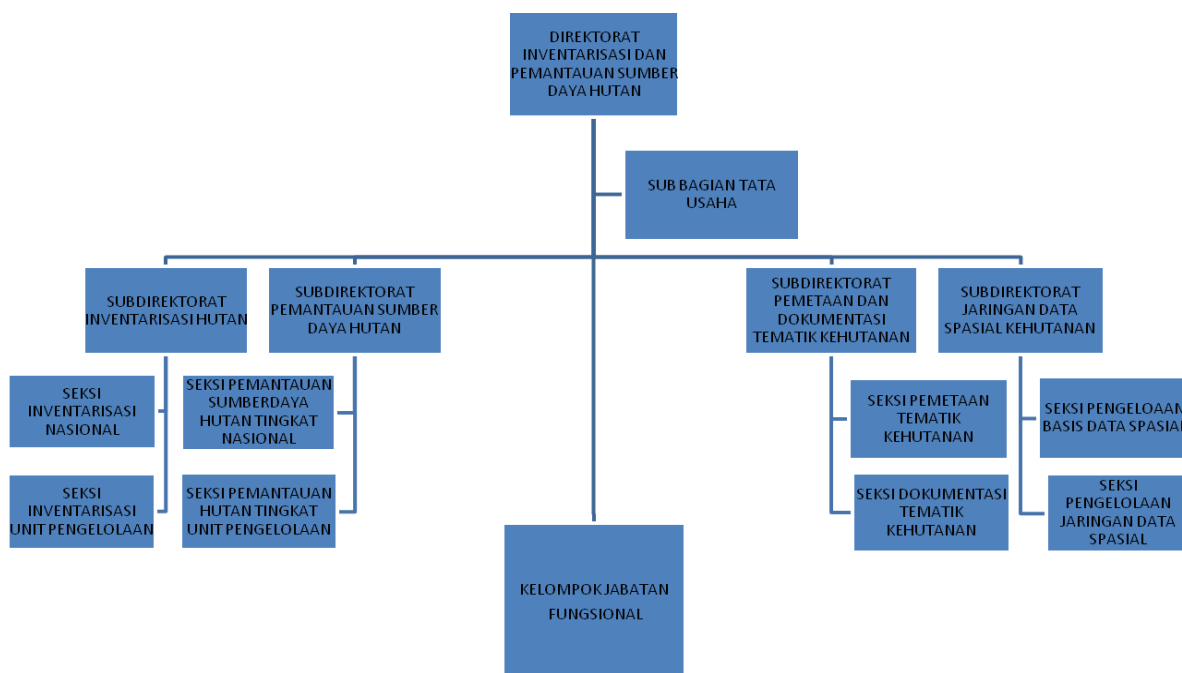 DIREKTORAT
INVENTARISASI DAN
PEMANTAUAN SUMBER
DAYA HUTAN
SUB BAGIAN TATA
USAHA
SUBDIREKTORAT
INVENTARISASI HUTAN
SUBDIREKTORAT
PEMANTAUAN SUMBER
DAYA HUTAN
SUBDIREKTORAT
PEMETAAN DAN
DOKUMENTASI
TEMATIK KEHUTANAN
SUBDIREKTORAT
JARINGAN DATA
SPASIAL KEHUTANAN
SEKSI
INVENTARISASI
NASIONAL
SEKSI PEMANTAUAN
SUMBERDAYA
HUTAN TINGKAT
NASIONAL
SEKSI PEMETAAN
TEMATIK
KEHUTANAN
SEKSI PENGELOAAN
BASIS DATA SPASIAL
SEKSI
INVENTARISASI
UNIT PENGELOLAAN
SEKSI PEMANTAUAN
HUTAN TINGKAT
UNIT PENGELOLAAN
SEKSI DOKUMENTASI
TEMATIK
KEHUTANAN
SEKSI
PENGELOLAAN
JARINGAN DATA
SPASIAL
KELOMPOK JABATAN
FUNGSIONAL